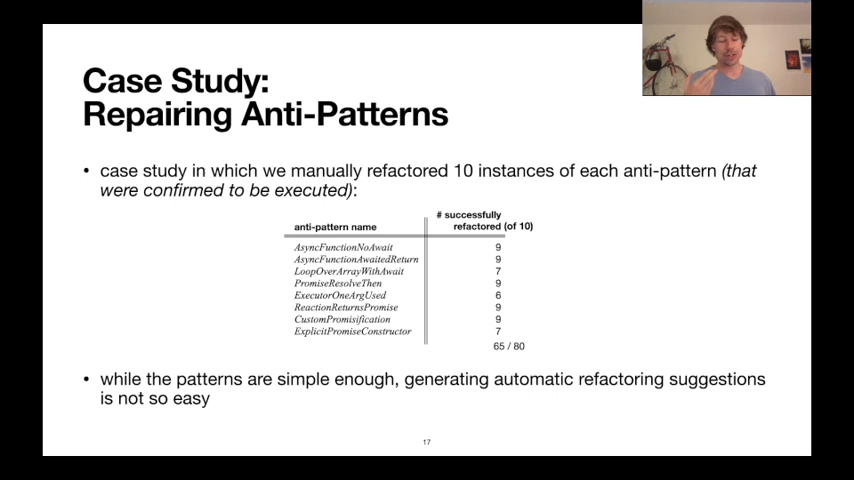 Case Study:
Repairing Anti-Patterns
• case study in which we manually refactored 10 instances of each anti-pattern (that
were confirmed to be executed):
anti-pattern name # successfully
refactored (of 10)
AsyncFunctionNoAwait 9
AsyncFunctionAwaitedReturn 9
LoopOverArrayWithAwait 7
PromiseResolveThen 9
ExecutorOneArgUsed 6
ReactionReturnsPromise 9
CustomPromisification 9
ExplicitPromiseConstructor 7
65 / 80
• while the patterns are simple enough, generating automatic refactoring suggestions
is not so easy
17